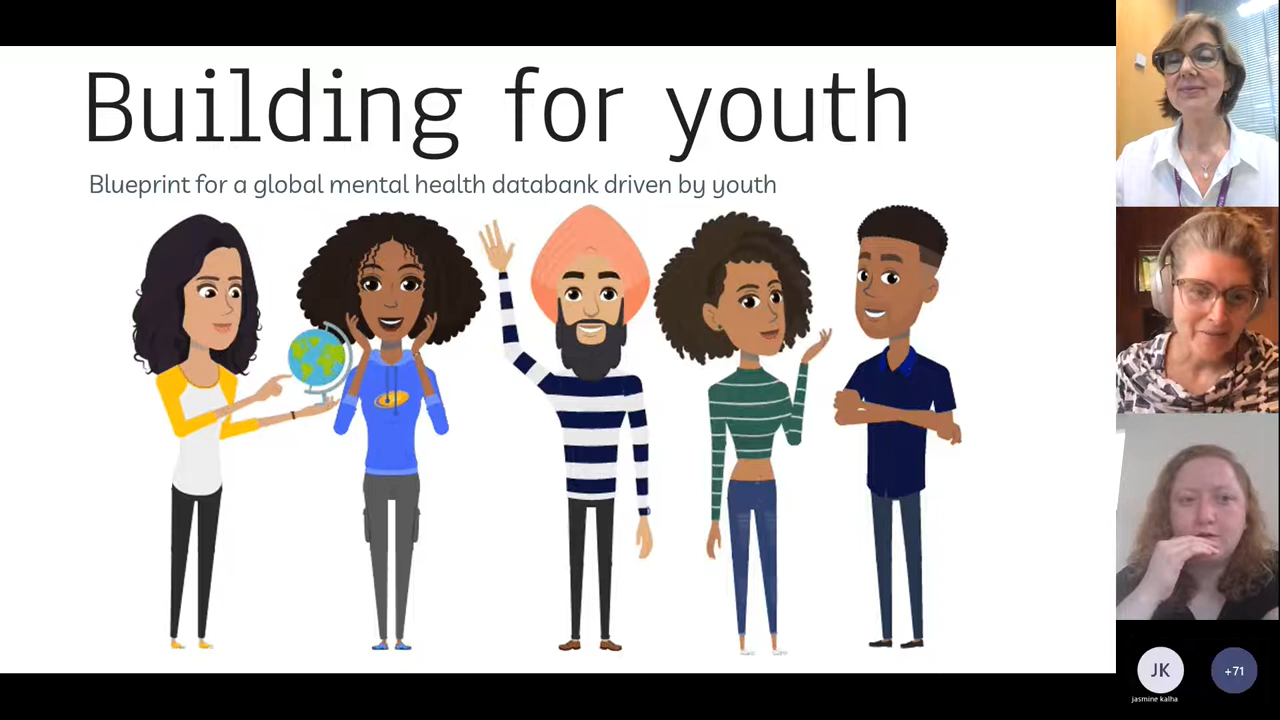 Building for youth
Blueprint for a global mental health databank driven by youth
JK
jasmine kalha
+71